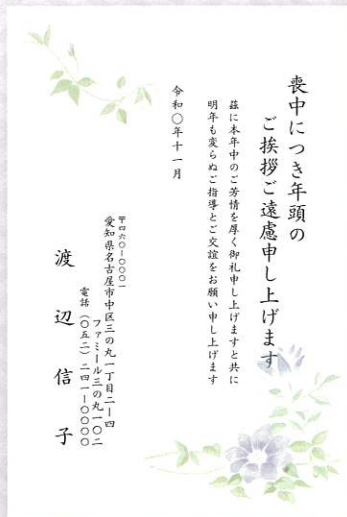 喪中につき年頭の
ご挨拶ご遠慮申し上げます
茲に本年中のご芳情を厚く御礼申し上げますと共に
明年も変らぬご指導とご交誼をお願い申し上げます
令和〇年十一月
〒四六〇-〇〇〇一
愛知県名古屋市中区三の丸一丁目二-四
ファミール三の丸一〇二
電話（〇五二）二四一-〇〇〇〇
渡辺信子